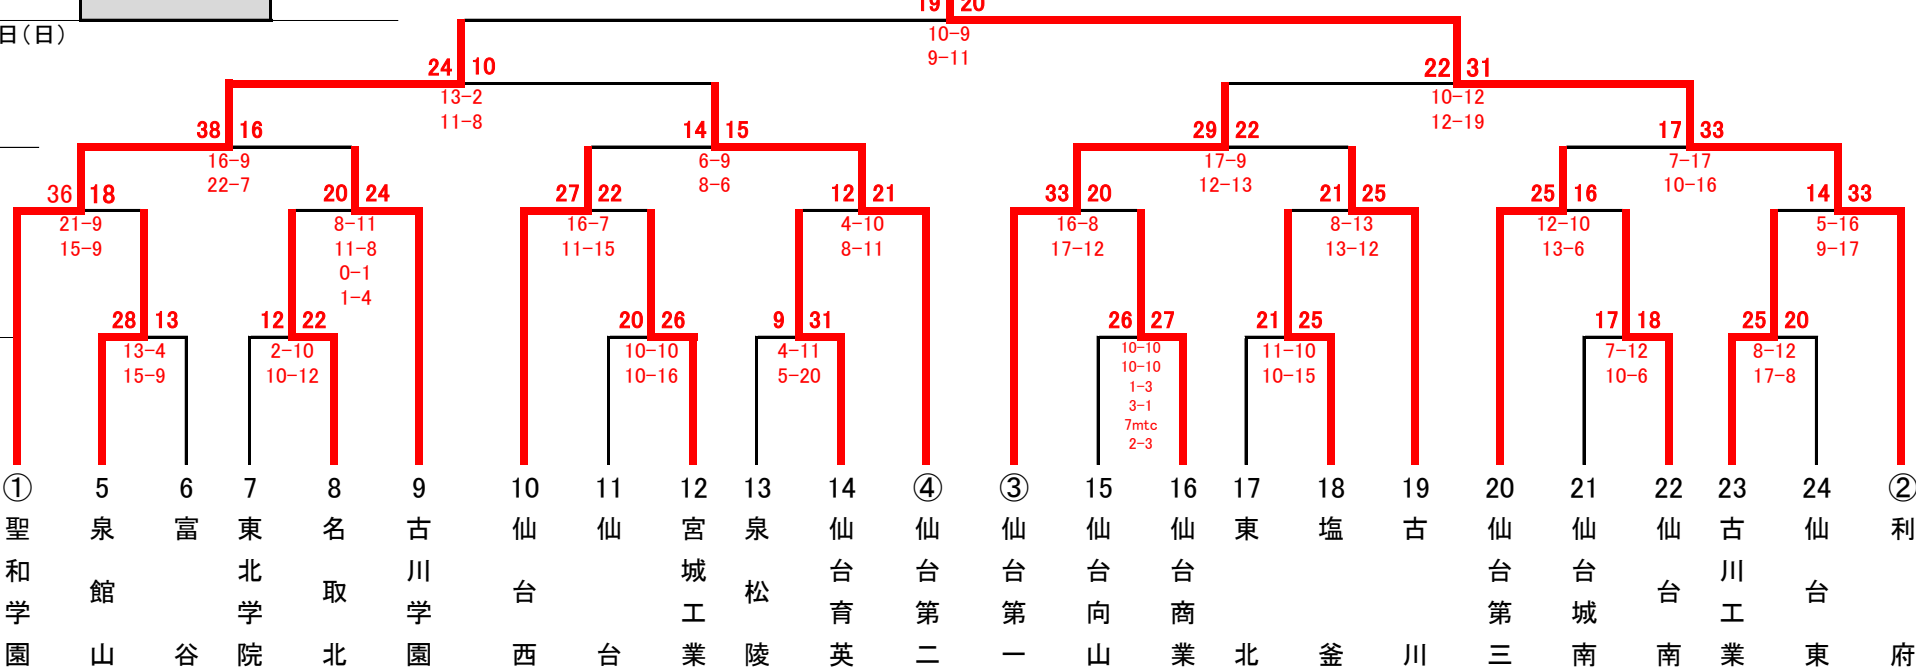 19 20
日(日)
10-9
9-11
24 10
22 31
13-2
11-8
10-12
12-19
38 16
14 15
29 22
17 33
16-9
22-7
6-9
8-6
17-9
12-13
7-17
10-16
36 18
20 24
27 22
12 21
33 20
21 25
25 16
14 33
21-9
15-9
8-11
11-8
0-1
1-4
16-7
11-15
4-10
8-11
16-8
17-12
8-13
13-12
12-10
13-6
5-16
9-17
28 13
12 22
20 26
9 31
26 27
21 25
17 18
25 20
13-4
15-9
2-10
10-12
10-10
10-16
4-11
5-20
10-10
10-10
1-3
3-1
7mtc
2-3
11-10
10-15
7-12
10-6
8-12
17-8
① 5 6 7 8 9 10 11 12 13 14 ④ ③ 15 16 17 18 19 20 21 22 23 24 ②
聖和学園
泉館山
富谷
東北学院
名取北
古川学園
仙台西
仙台
宮城工業
泉松陵
仙台育英
仙台第二
仙台第一
仙台向山
仙台商業
東北
塩釜
古川
仙台第三
仙台城南
仙台南
古川工業
仙台東
利府